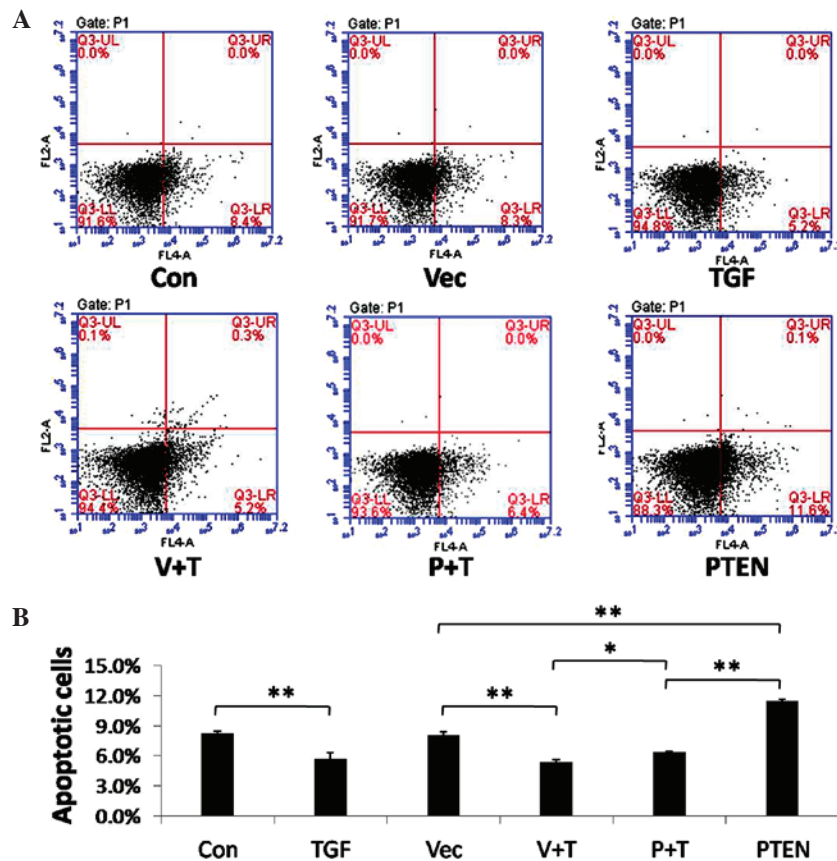 A
Gate: P1
Q3-UL 0.0%
Q3-UR 0.0%
Q3-LL 91.6%
Q3-LR 8.4%
FL2-A
FL4-A
Con
Gate: P1
Q3-UL 0.0%
Q3-UR 0.0%
Q3-LL 91.7%
Q3-LR 8.3%
FL2-A
FL4-A
Vec
Gate: P1
Q3-UL 0.0%
Q3-UR 0.0%
Q3-LL 94.8%
Q3-LR 5.2%
FL2-A
FL4-A
TGF
Gate: P1
Q3-UL 0.1%
Q3-UR 0.3%
Q3-LL 94.4%
Q3-LR 5.2%
FL2-A
FL4-A
V+T
Gate: P1
Q3-UL 0.0%
Q3-UR 0.0%
Q3-LL 93.6%
Q3-LR 6.4%
FL2-A
FL4-A
P+T
Gate: P1
Q3-UL 0.0%
Q3-UR 0.1%
Q3-LL 88.3%
Q3-LR 11.6%
FL2-A
FL4-A
PTEN
B
Apoptotic cells
15.0%
12.0%
9.0%
6.0%
3.0%
0.0%
** ** ** * **
Con TGF Vec V+T P+T PTEN